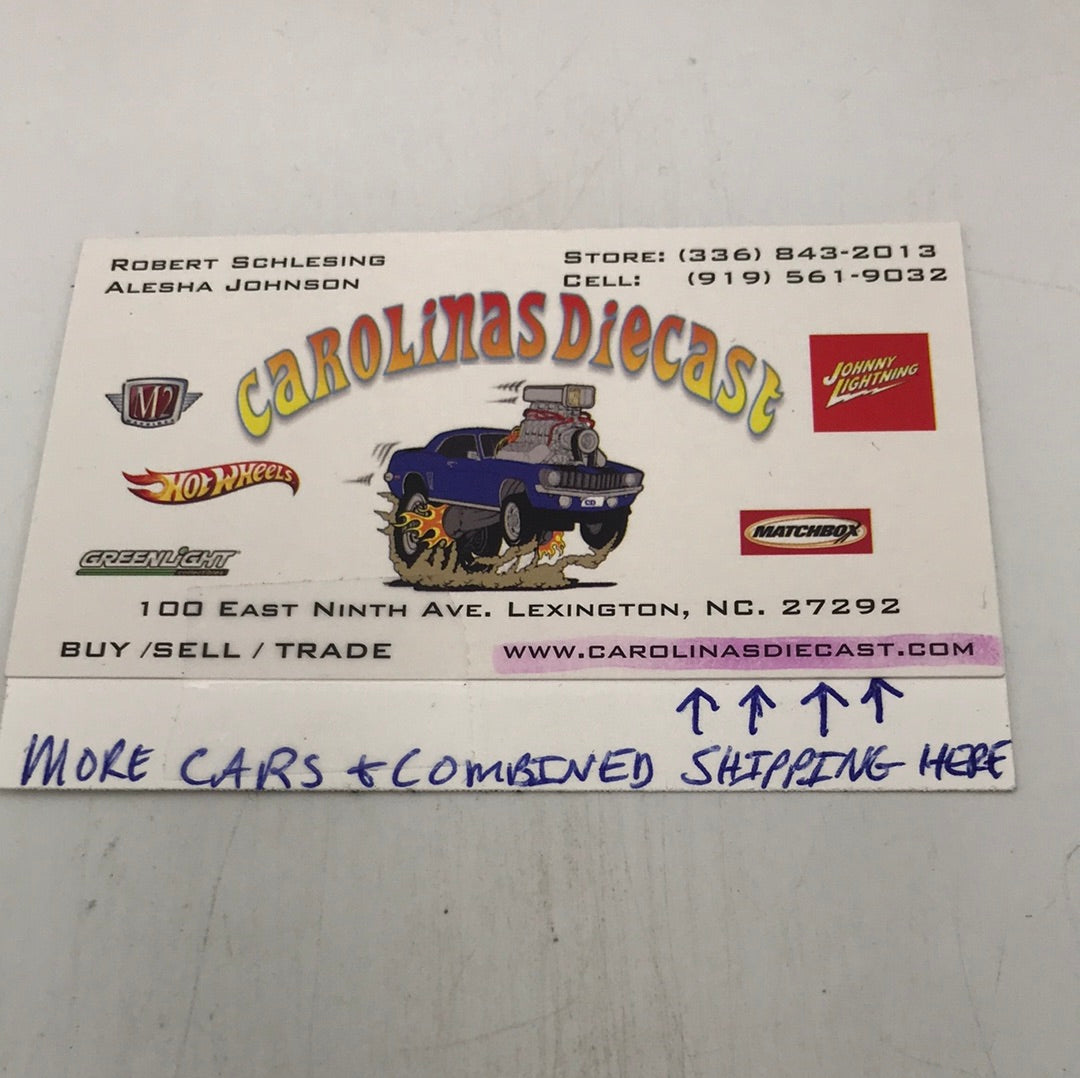 ROBERT SCHLESING
ALESHA JOHNSON
STORE: (336) 843-2013
CELL: (919) 561-9032
CAROLINAS DIECAST
M2
JOHNNY
LIGHTNING
HOT WHEELS
MATCHBOX
GREENLIGHT
100 EAST NINTH AVE. LEXINGTON, NC. 27292
BUY /SELL / TRADE
WWW.CAROLINASDIECAST.COM
↑ ↑ ↑ ↑
MORE CARS & COMBINED SHIPPING HERE